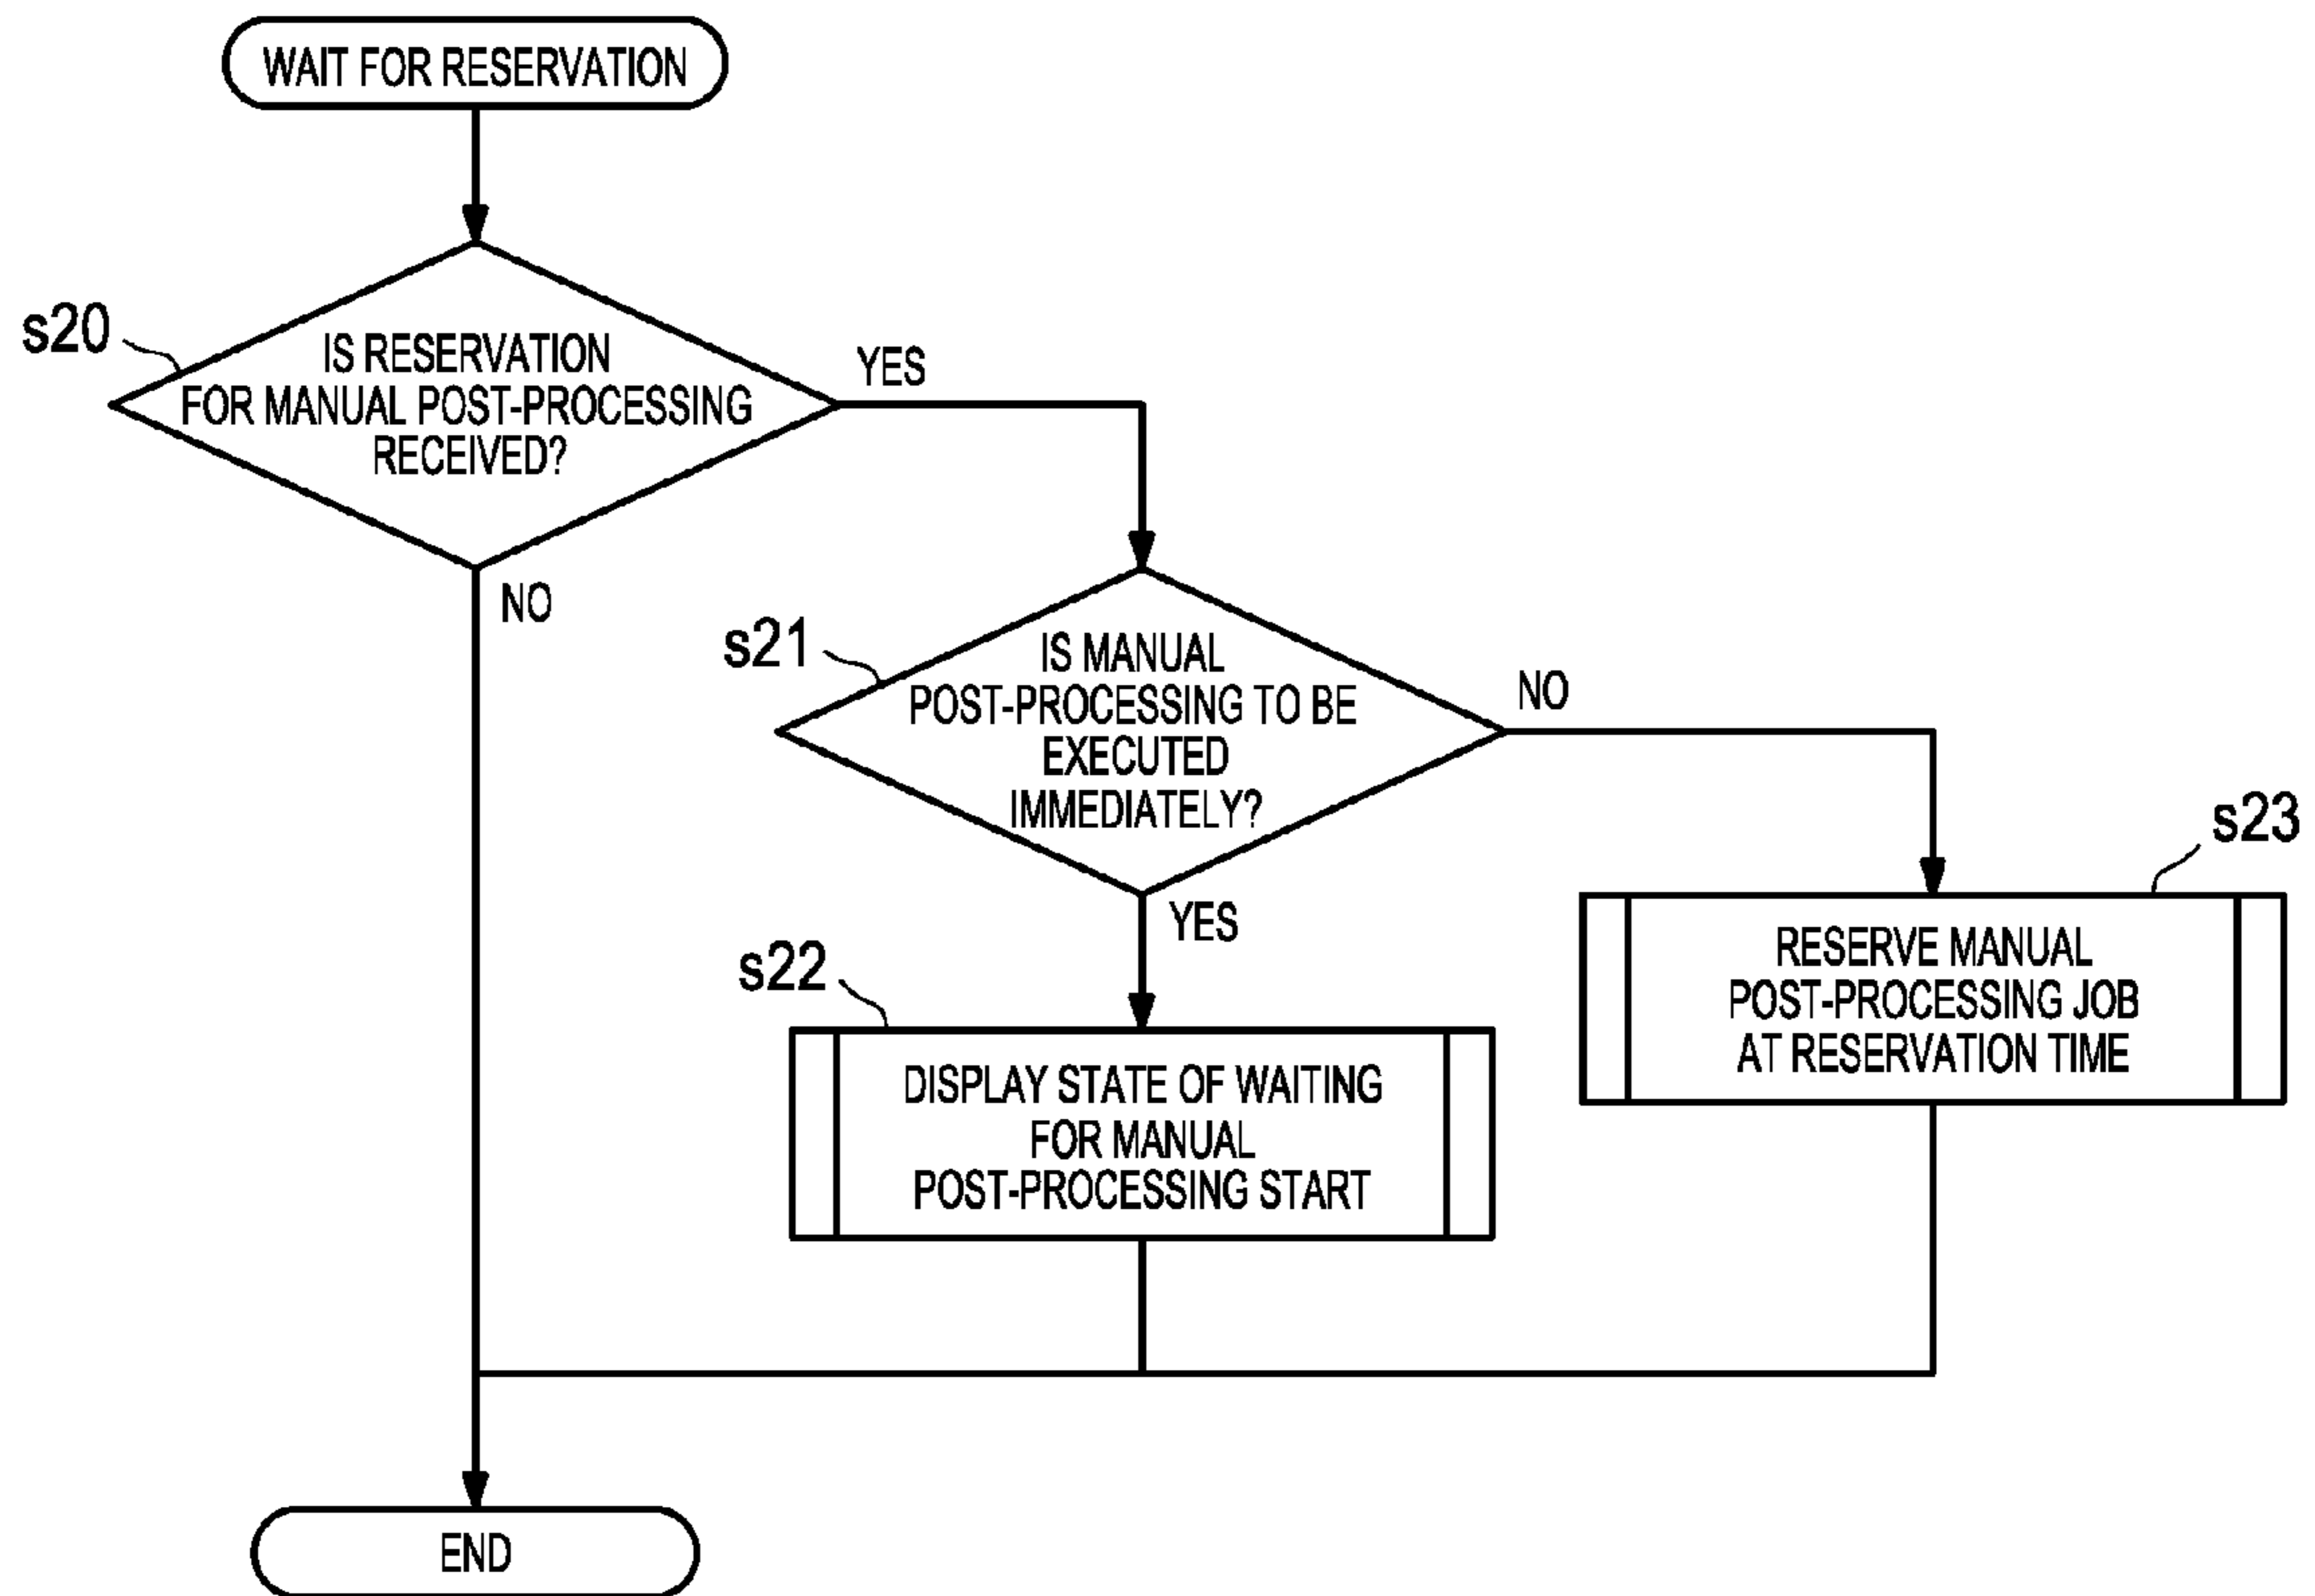 WAIT FOR RESERVATION
s20
IS RESERVATION
FOR MANUAL POST-PROCESSING
RECEIVED?
YES
NO
s21
IS MANUAL
POST-PROCESSING TO BE
EXECUTED
IMMEDIATELY?
NO
YES
s23
RESERVE MANUAL
POST-PROCESSING JOB
AT RESERVATION TIME
s22
DISPLAY STATE OF WAITING
FOR MANUAL
POST-PROCESSING START
END